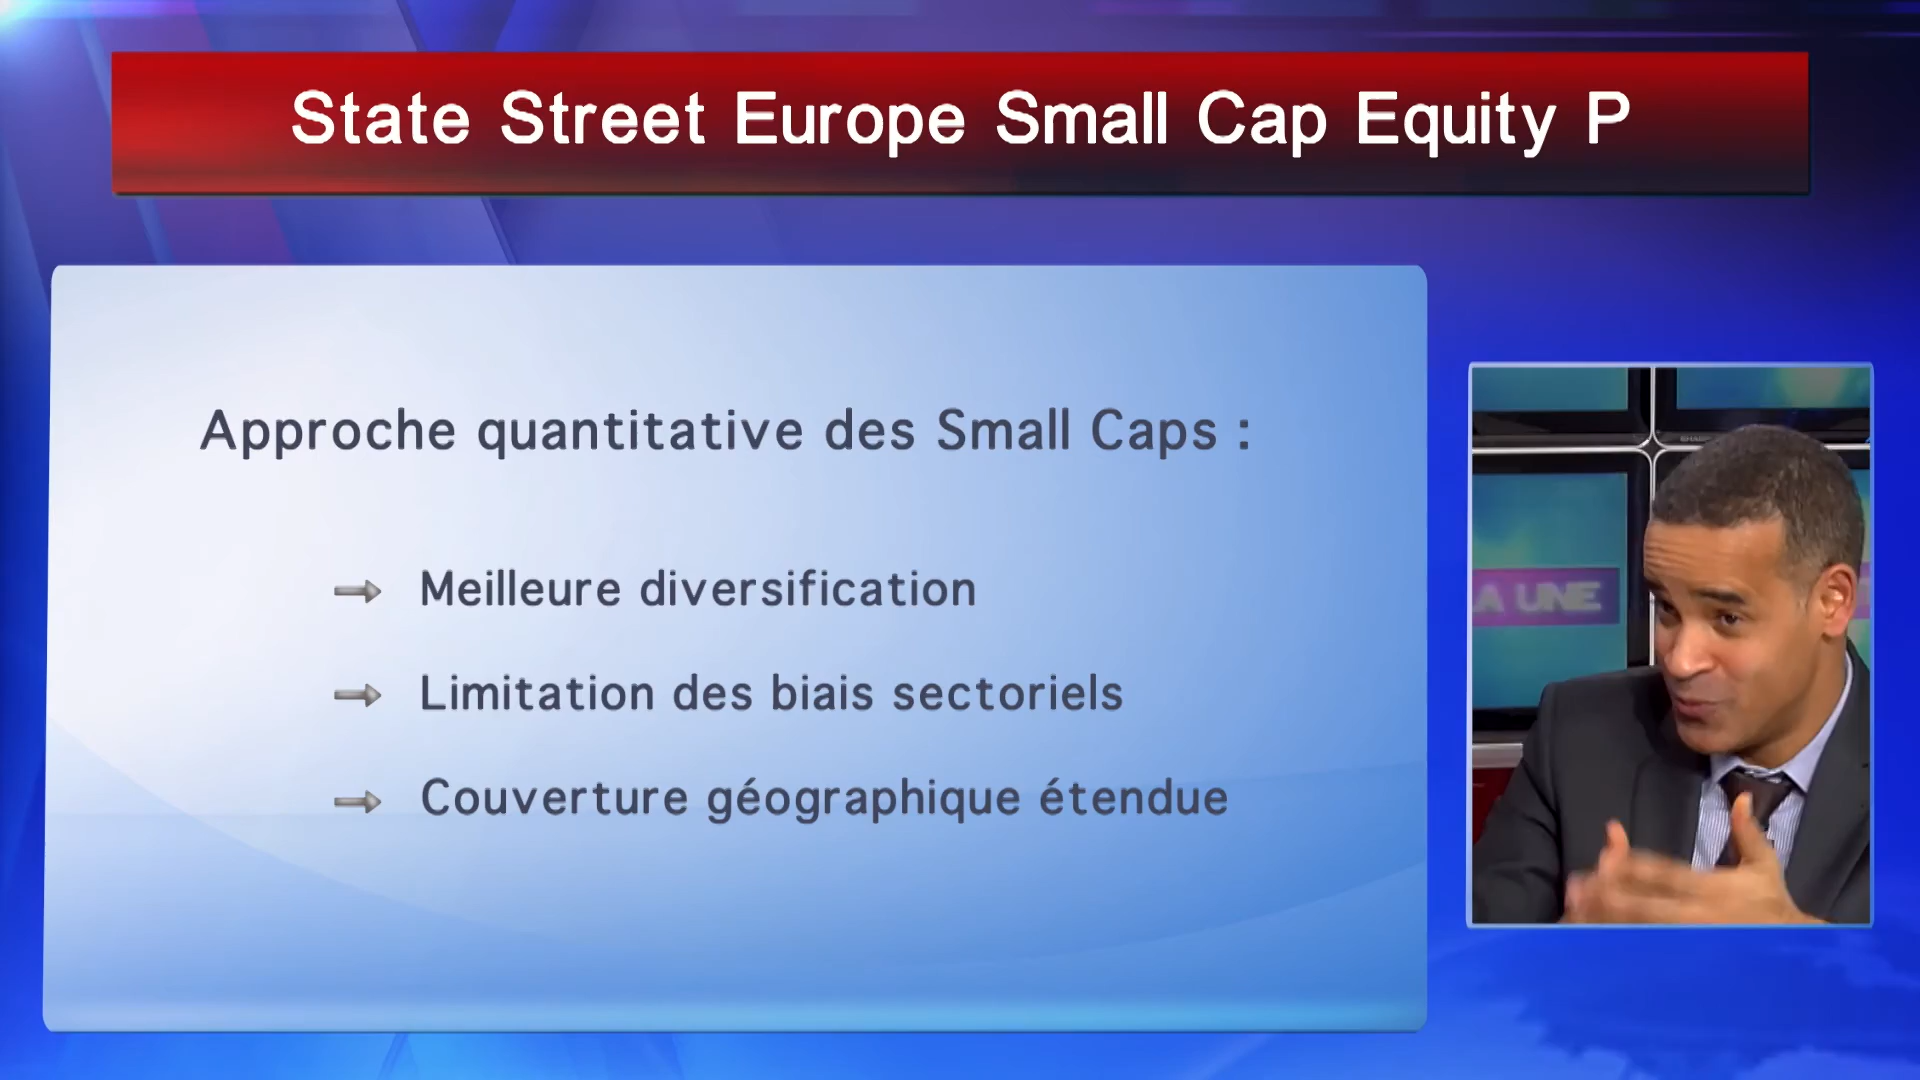 State Street Europe Small Cap Equity P
Approche quantitative des Small Caps :
→ Meilleure diversification
→ Limitation des biais sectoriels
→ Couverture géographique étendue
A UNE